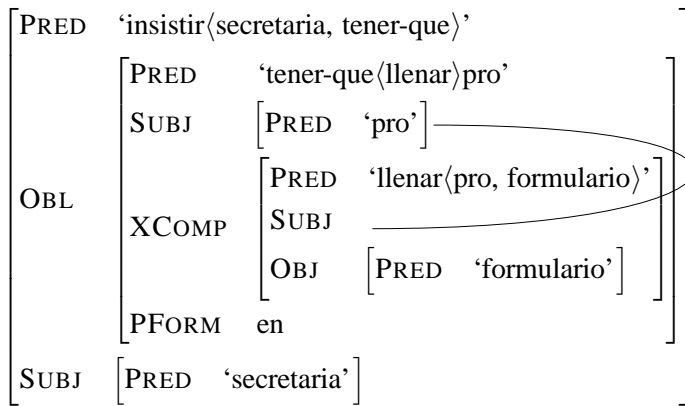 PRED ‘insistir⟨secretaria, tener-que⟩’
PRED ‘tener-que⟨llenar⟩pro’
SUBJ [PRED ‘pro’]
OBL
PRED ‘llenar⟨pro, formulario⟩’
XCOMP SUBJ
OBJ [PRED ‘formulario’]
PFORM en
SUBJ [PRED ‘secretaria’]